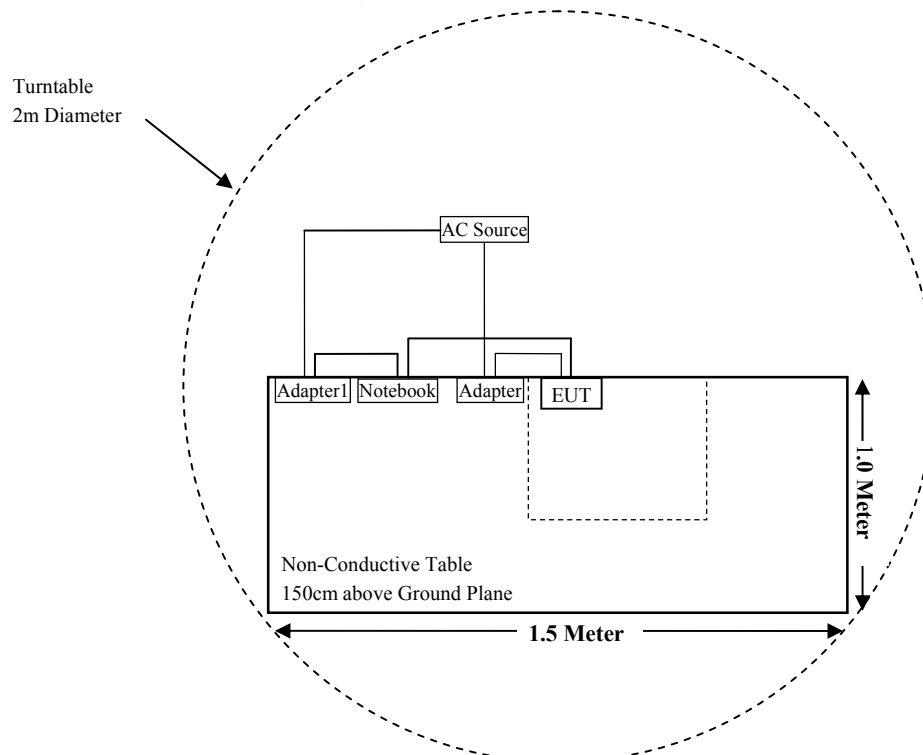 Turntable
2m Diameter
AC Source
Adapter1
Notebook
Adapter
EUT
1.0 Meter
Non-Conductive Table
150cm above Ground Plane
1.5 Meter